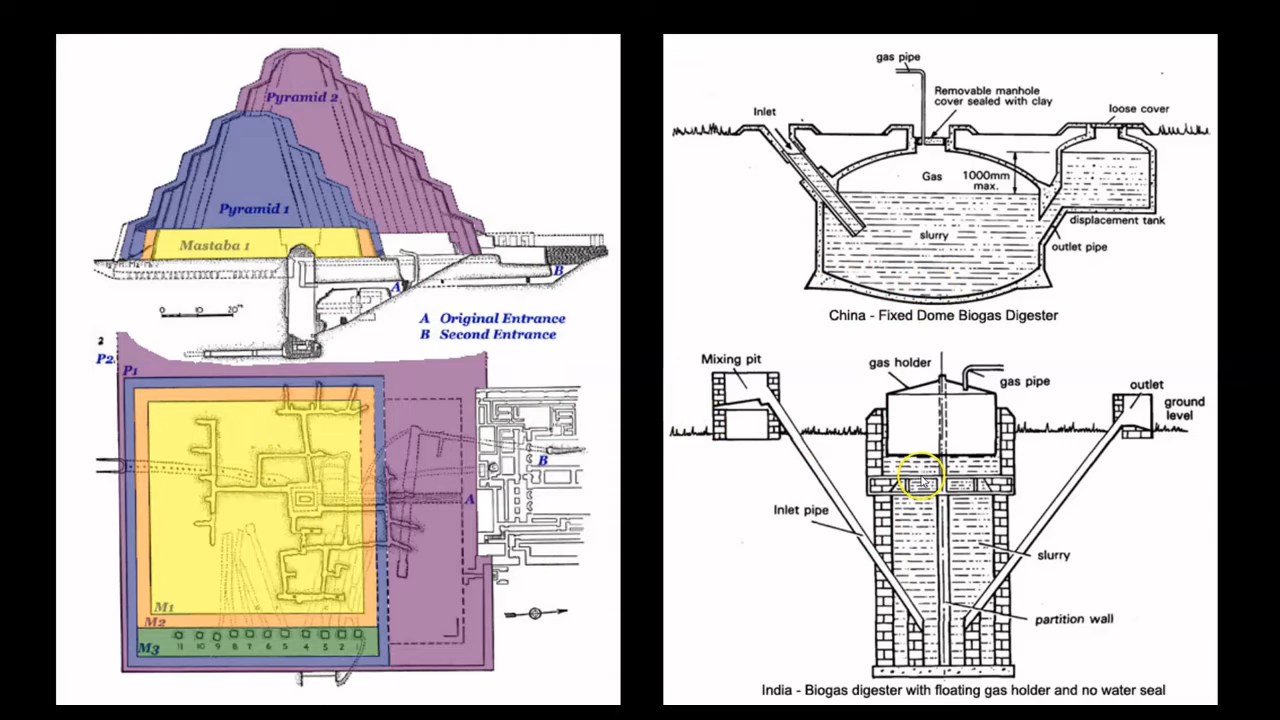 Pyramid 2
Pyramid 1
Mastaba 1
B
A
0 10 20m
A Original Entrance
B Second Entrance
2
P2
P1
B
A
M1
M2
M3
11 10 9 8 7 6 5 4 3 2 1
gas pipe
Removable manhole
cover sealed with clay
Inlet
loose cover
Gas
1000mm
max.
slurry
displacement tank
outlet pipe
China - Fixed Dome Biogas Digester
Mixing pit
gas holder
gas pipe
outlet
ground
level
Inlet pipe
slurry
partition wall
India - Biogas digester with floating gas holder and no water seal